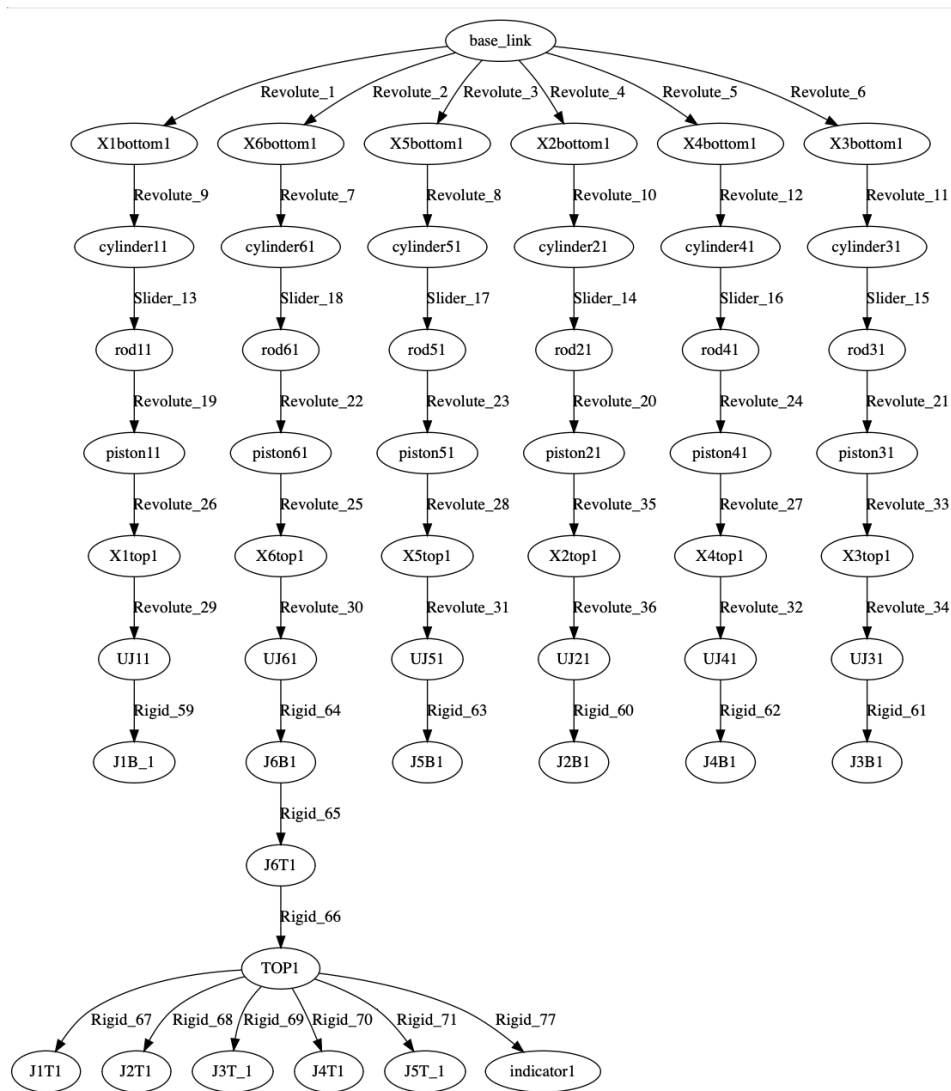 base_link
Revolute_1 Revolute_2 Revolute_3 Revolute_4 Revolute_5 Revolute_6
X1bottom1 X6bottom1 X5bottom1 X2bottom1 X4bottom1 X3bottom1
Revolute_9 Revolute_7 Revolute_8 Revolute_10 Revolute_12 Revolute_11
cylinder11 cylinder61 cylinder51 cylinder21 cylinder41 cylinder31
Slider_13 Slider_18 Slider_17 Slider_14 Slider_16 Slider_15
rod11 rod61 rod51 rod21 rod41 rod31
Revolute_19 Revolute_22 Revolute_23 Revolute_20 Revolute_24 Revolute_21
piston11 piston61 piston51 piston21 piston41 piston31
Revolute_26 Revolute_25 Revolute_28 Revolute_35 Revolute_27 Revolute_33
X1top1 X6top1 X5top1 X2top1 X4top1 X3top1
Revolute_29 Revolute_30 Revolute_31 Revolute_36 Revolute_32 Revolute_34
UJ11 UJ61 UJ51 UJ21 UJ41 UJ31
Rigid_59 Rigid_64 Rigid_63 Rigid_60 Rigid_62 Rigid_61
J1B_1 J6B1 J5B1 J2B1 J4B1 J3B1
Rigid_65
J6T1
Rigid_66
TOP1
Rigid_67 Rigid_68 Rigid_69 Rigid_70 Rigid_71 Rigid_77
J1T1 J2T1 J3T_1 J4T1 J5T_1 indicator1